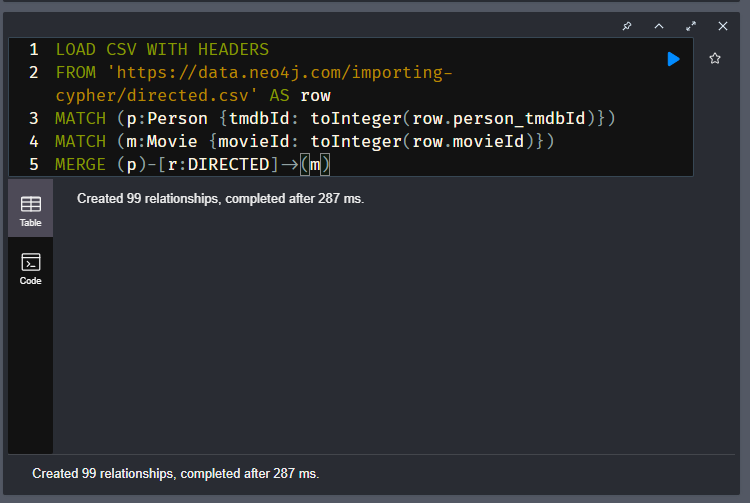 1 LOAD CSV WITH HEADERS
2 FROM 'https://data.neo4j.com/importing-
cypher/directed.csv' AS row
3 MATCH (p:Person {tmdbId: toInteger(row.person_tmdbId)})
4 MATCH (m:Movie {movieId: toInteger(row.movieId)})
5 MERGE (p)-[r:DIRECTED]->(m)
Created 99 relationships, completed after 287 ms.
Table
Code
Created 99 relationships, completed after 287 ms.